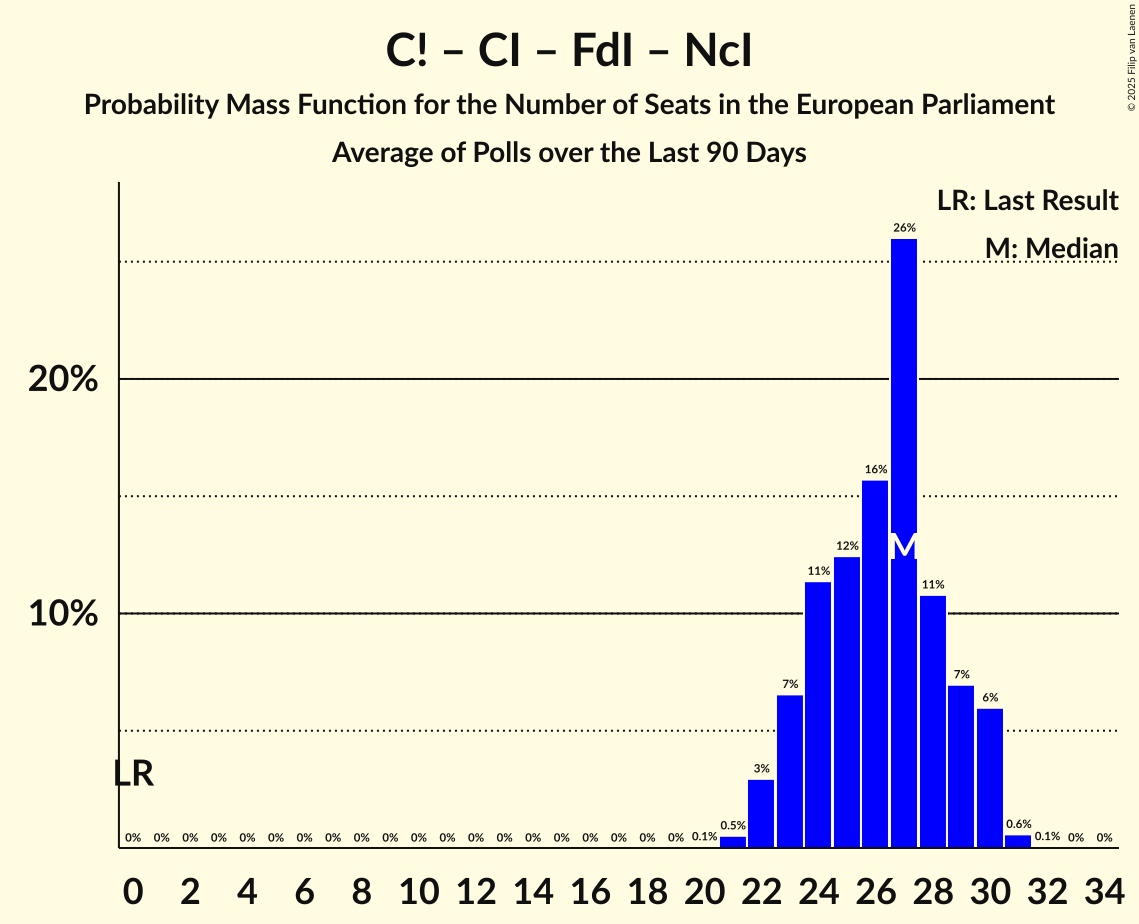 C! – CI – FdI – NcI
Probability Mass Function for the Number of Seats in the European Parliament
Average of Polls over the Last 90 Days
© 2025 Filip van Laenen
LR: Last Result
M: Median
20%
10%
LR
M
0% 0% 0% 0% 0% 0% 0% 0% 0% 0% 0% 0% 0% 0% 0% 0% 0% 0% 0% 0% 0.1% 0.5% 3% 7% 11% 12% 16% 26% 11% 7% 6% 0.6% 0.1% 0% 0%
0 2 4 6 8 10 12 14 16 18 20 22 24 26 28 30 32 34